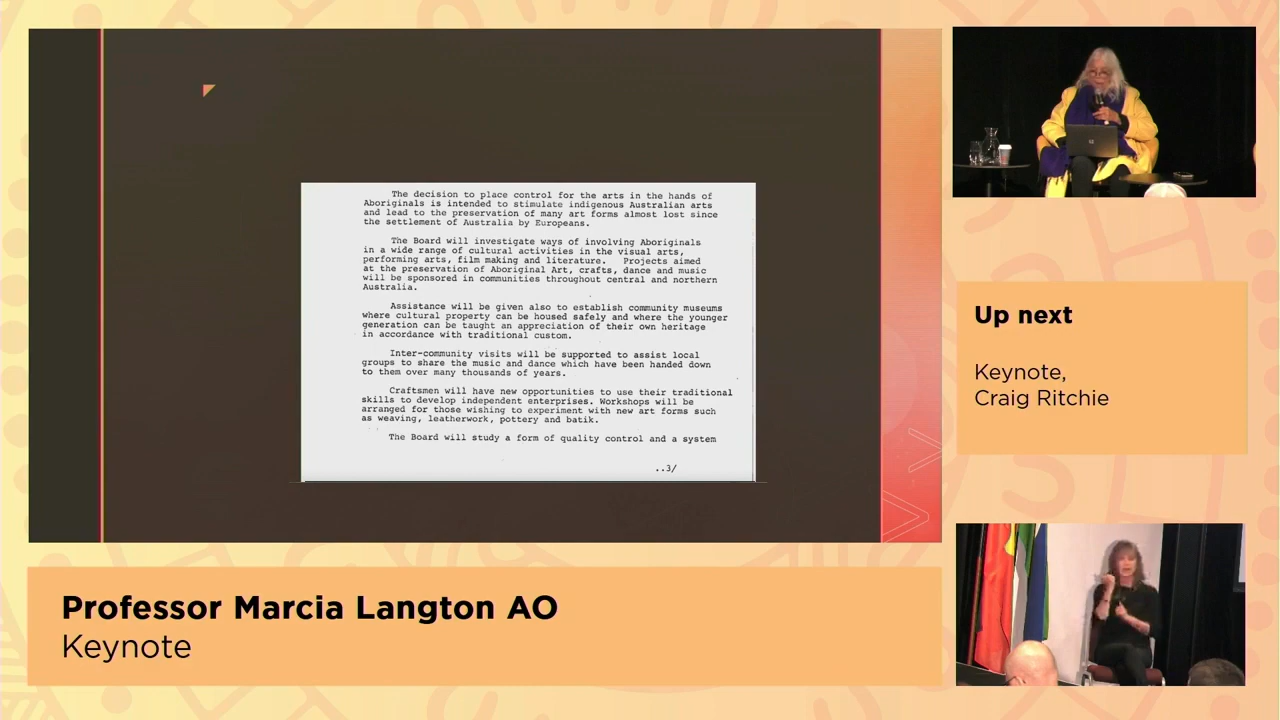 The decision to place control for the arts in the hands of
Aboriginals is intended to stimulate indigenous Australian arts
and lead to the preservation of many art forms almost lost since
the settlement of Australia by Europeans.
The Board will investigate ways of involving Aboriginals
in a wide range of cultural activities in the visual arts,
performing arts, film making and literature. Projects aimed
at the preservation of Aboriginal Art, crafts, dance and music
will be sponsored in communities throughout central and northern
Australia.
Assistance will be given also to establish community museums
where cultural property can be housed safely and where the younger
generation can be taught an appreciation of their own heritage
in accordance with traditional custom.
Inter-community visits will be supported to assist local
groups to share the music and dance which have been handed down
to them over many thousands of years.
Craftsmen will have new opportunities to use their traditional
skills to develop independent enterprises. Workshops will be
arranged for those wishing to experiment with new art forms such
as weaving, leatherwork, pottery and batik.
The Board will study a form of quality control and a system
..3/
Up next
Keynote,
Craig Ritchie
Professor Marcia Langton AO
Keynote